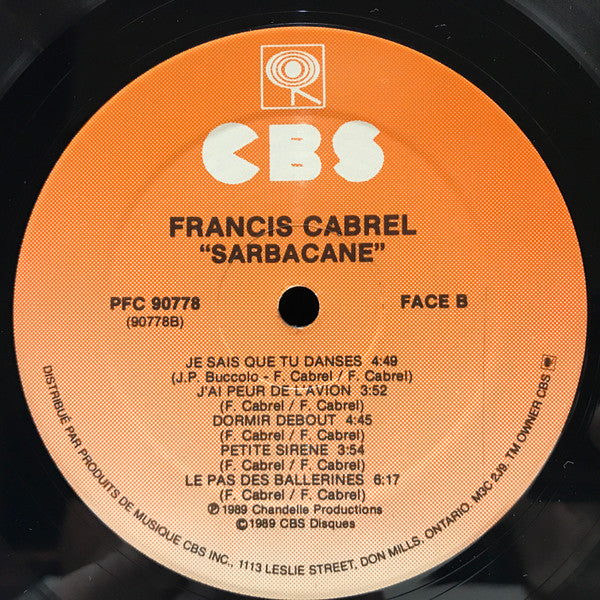 CBS
FRANCIS CABREL
“SARBACANE”
PFC 90778
(90778B)
FACE B
JE SAIS QUE TU DANSES 4:49
(J.P. Buccolo - F. Cabrel / F. Cabrel)
J'AI PEUR DE L'AVION 3:52
(F. Cabrel / F. Cabrel)
DORMIR DEBOUT 4:45
(F. Cabrel / F. Cabrel)
PETITE SIRENE 3:54
(F. Cabrel / F. Cabrel)
LE PAS DES BALLERINES 6:17
(F. Cabrel / F. Cabrel)
℗ 1989 Chandelle Productions
©1989 CBS Disques
DISTRIBUÉ PAR PRODUITS DE MUSIQUE CBS INC., 1113 LESLIE STREET, DON MILLS, ONTARIO. M3C 2J9. TM OWNER CBS